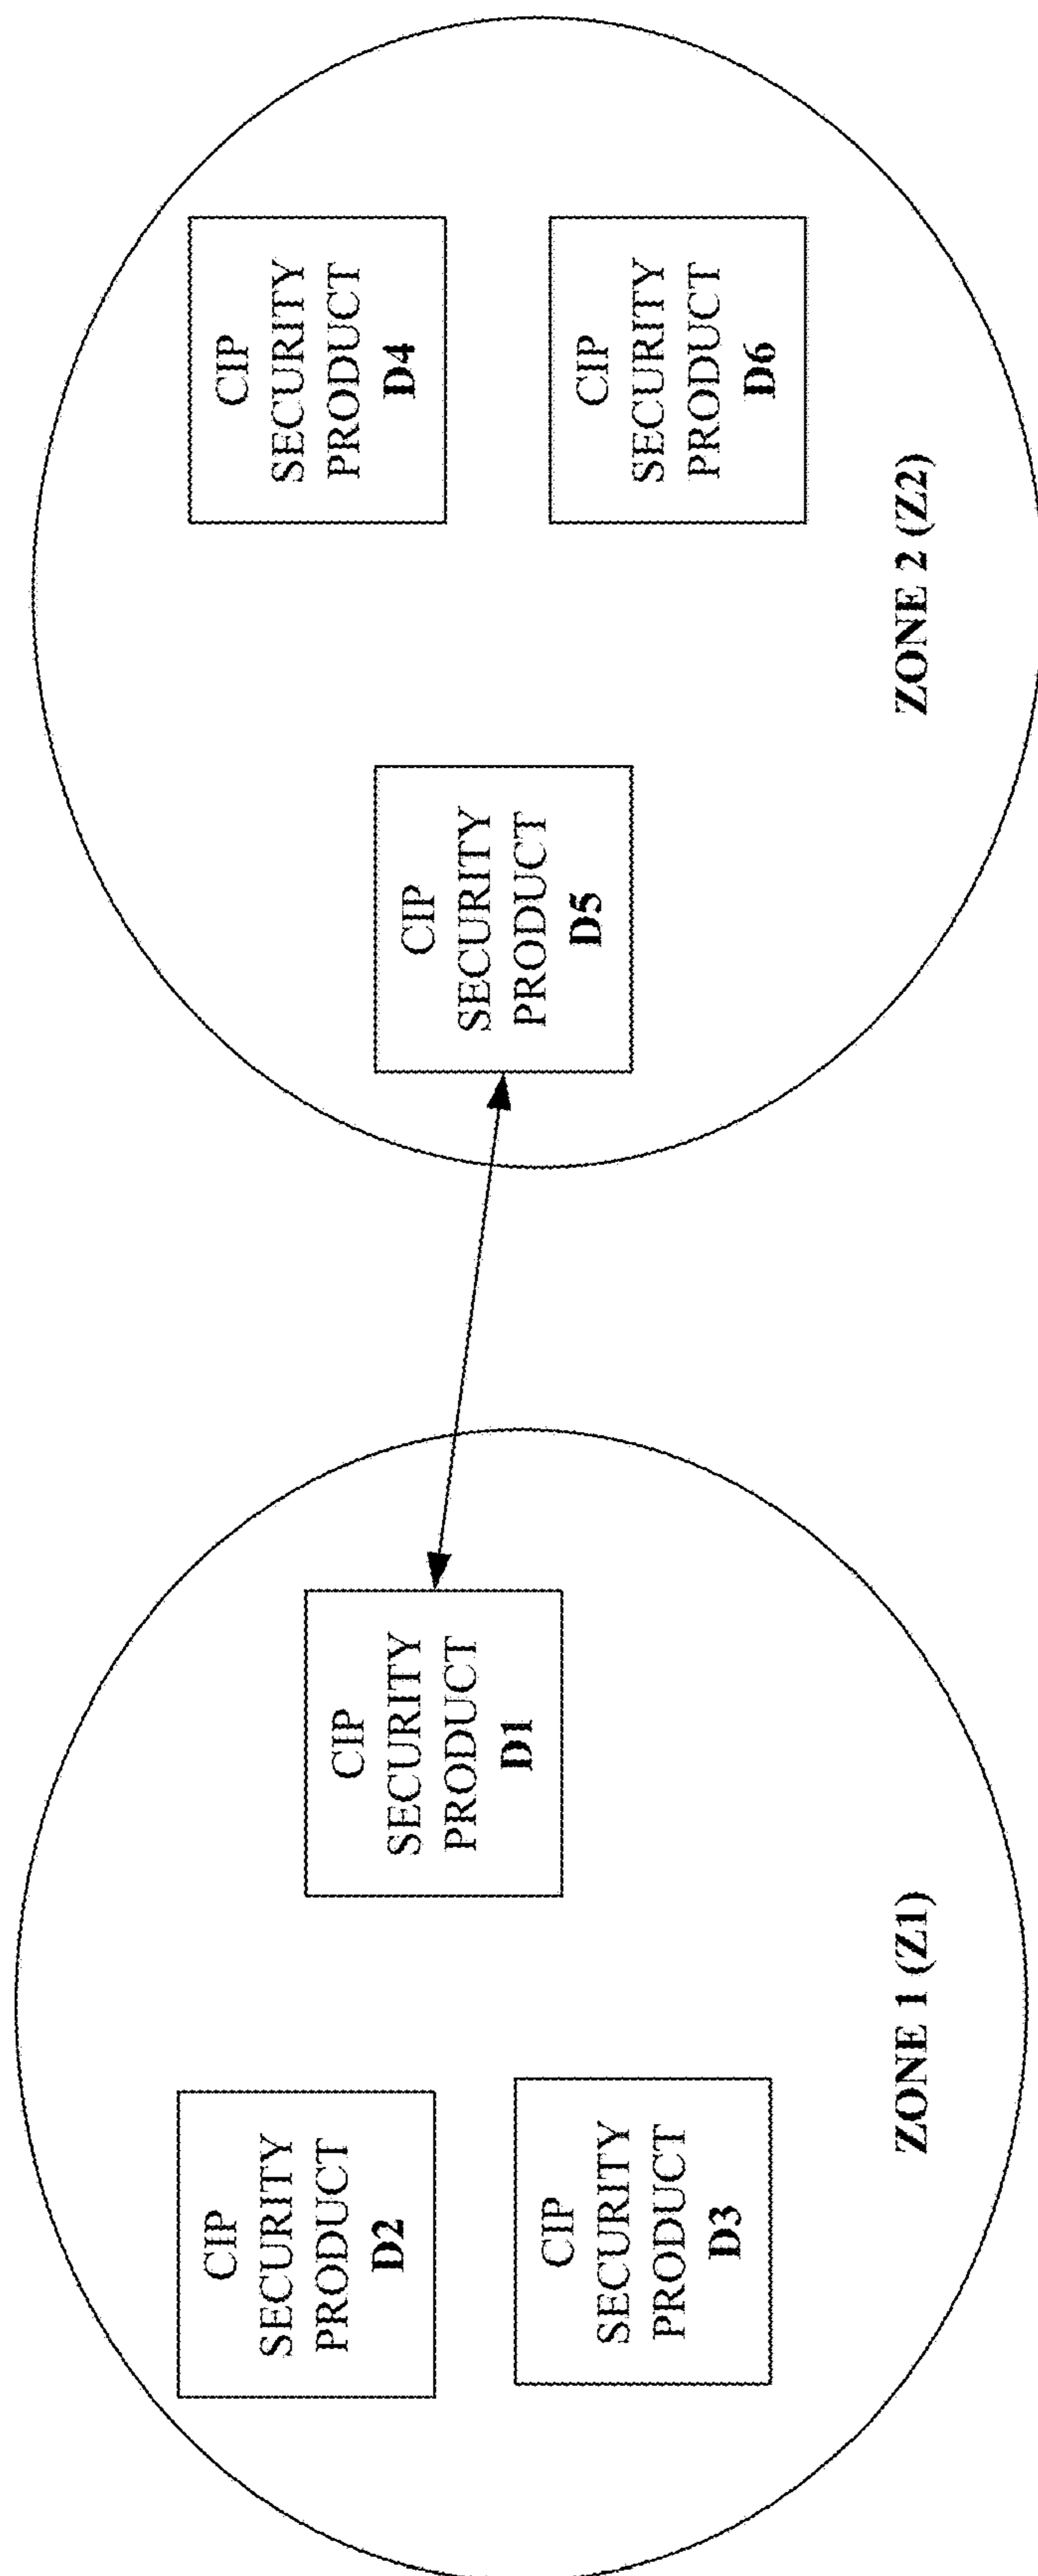 CIP
SECURITY
PRODUCT
D2
CIP
SECURITY
PRODUCT
D3
CIP
SECURITY
PRODUCT
D1
ZONE 1 (Z1)
CIP
SECURITY
PRODUCT
D5
CIP
SECURITY
PRODUCT
D4
CIP
SECURITY
PRODUCT
D6
ZONE 2 (Z2)